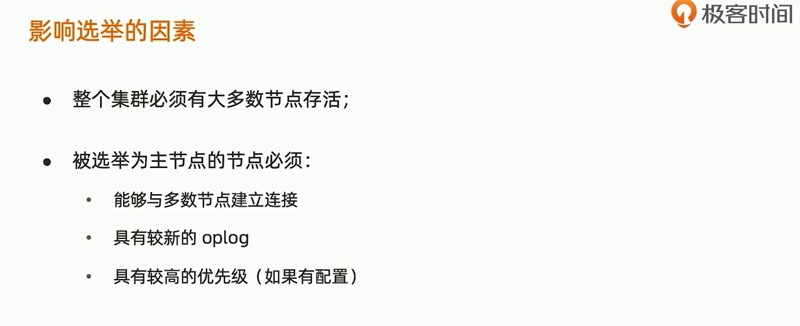 极客时间
影响选举的因素
• 整个集群必须有大多数节点存活；
• 被选举为主节点的节点必须：
• 能够与多数节点建立连接
• 具有较新的 oplog
• 具有较高的优先级（如果有配置）